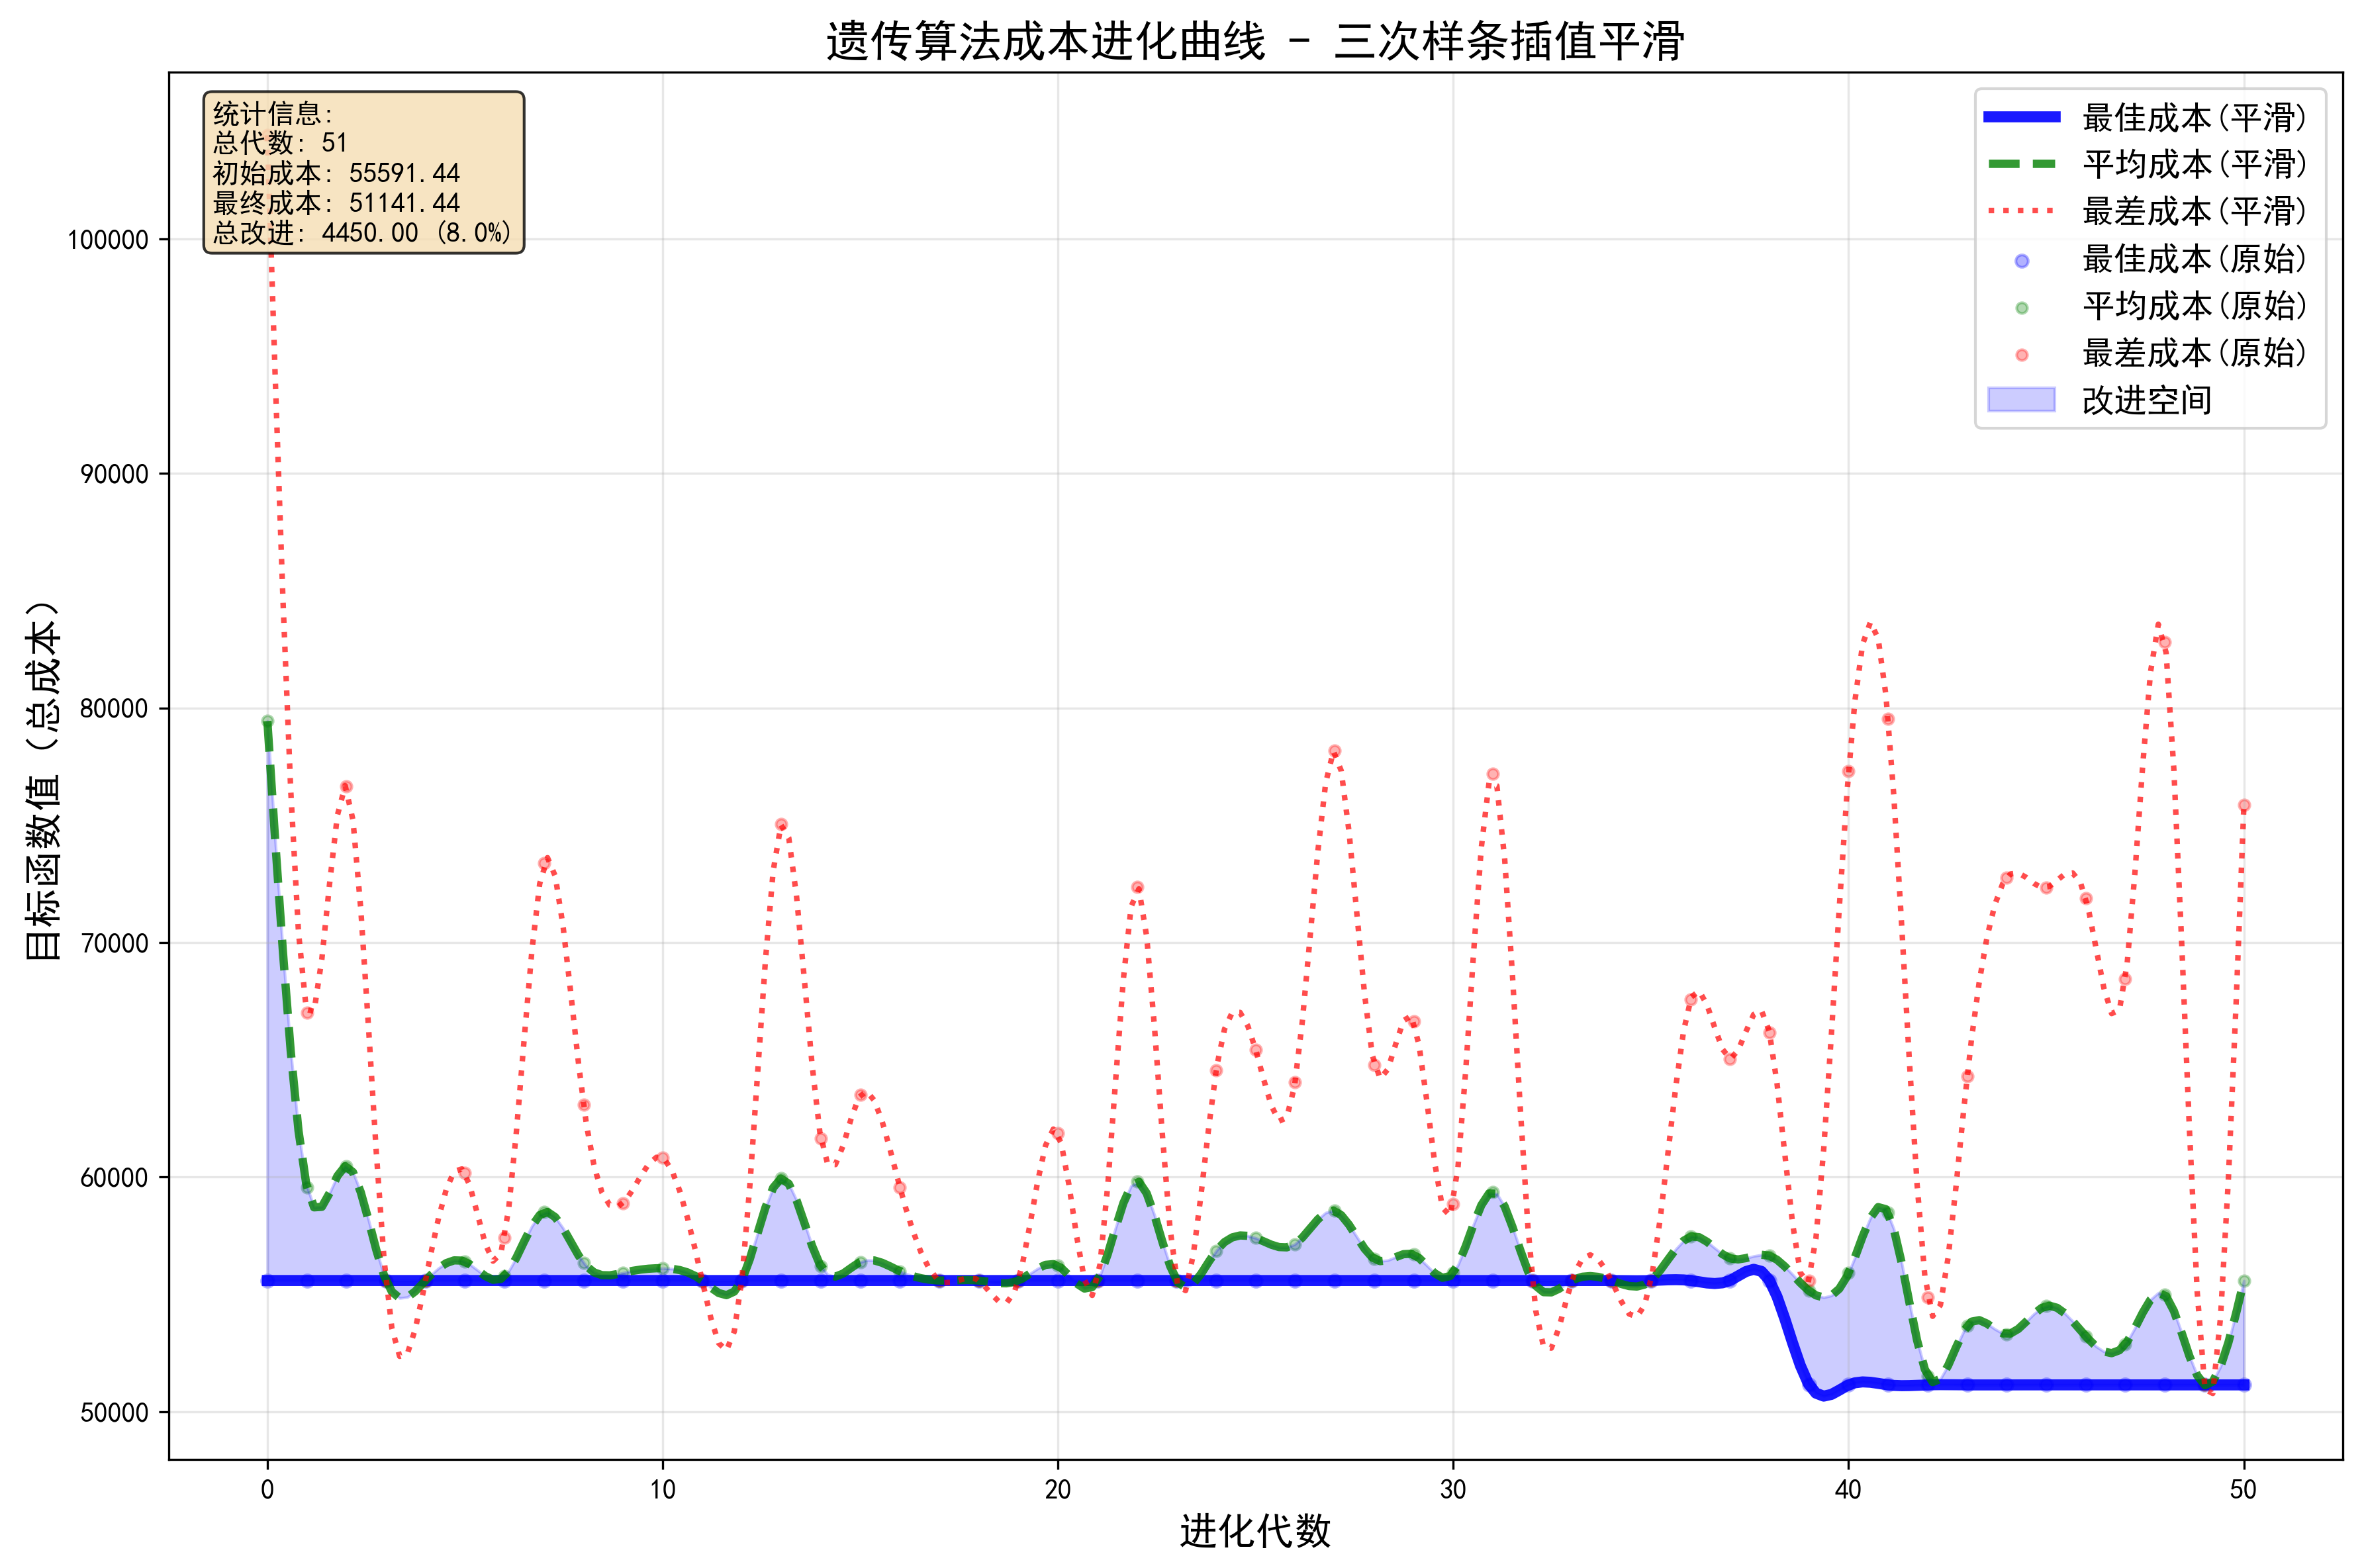 遗传算法成本进化曲线 - 三次样条插值平滑
统计信息:
总代数: 51
初始成本: 55591.44
最终成本: 51141.44
总改进: 4450.00 (8.0%)
最佳成本(平滑)
平均成本(平滑)
最差成本(平滑)
最佳成本(原始)
平均成本(原始)
最差成本(原始)
改进空间
目标函数值 (总成本)
100000
90000
80000
70000
60000
50000
0 10 20 30 40 50
进化代数